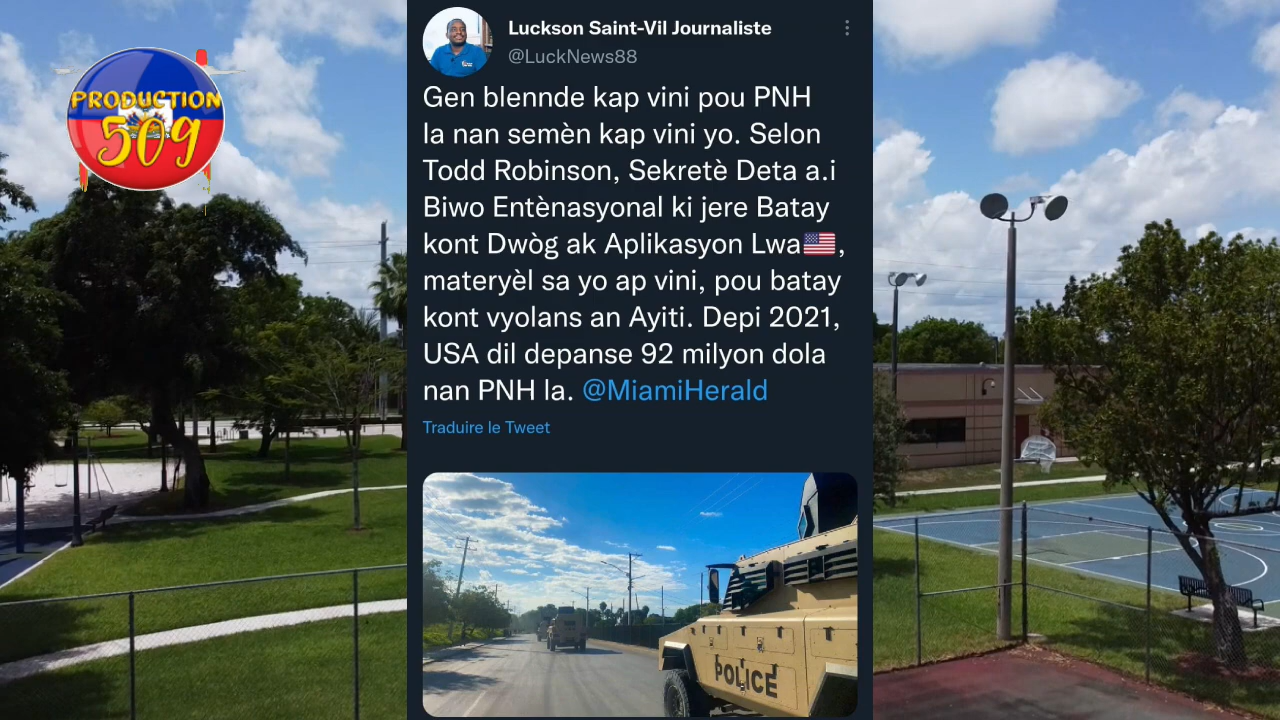 PRODUCTION
509
Luckson Saint-Vil Journaliste
@LuckNews88
Gen blennde kap vini pou PNH
la nan semèn kap vini yo. Selon
Todd Robinson, Sekretè Deta a.i
Biwo Entènasyonal ki jere Batay
kont Dwòg ak Aplikasyon Lwa🇺🇸,
materyèl sa yo ap vini, pou batay
kont vyolans an Ayiti. Depi 2021,
USA dil depanse 92 milyon dola
nan PNH la. @MiamiHerald
Traduire le Tweet
POLICE